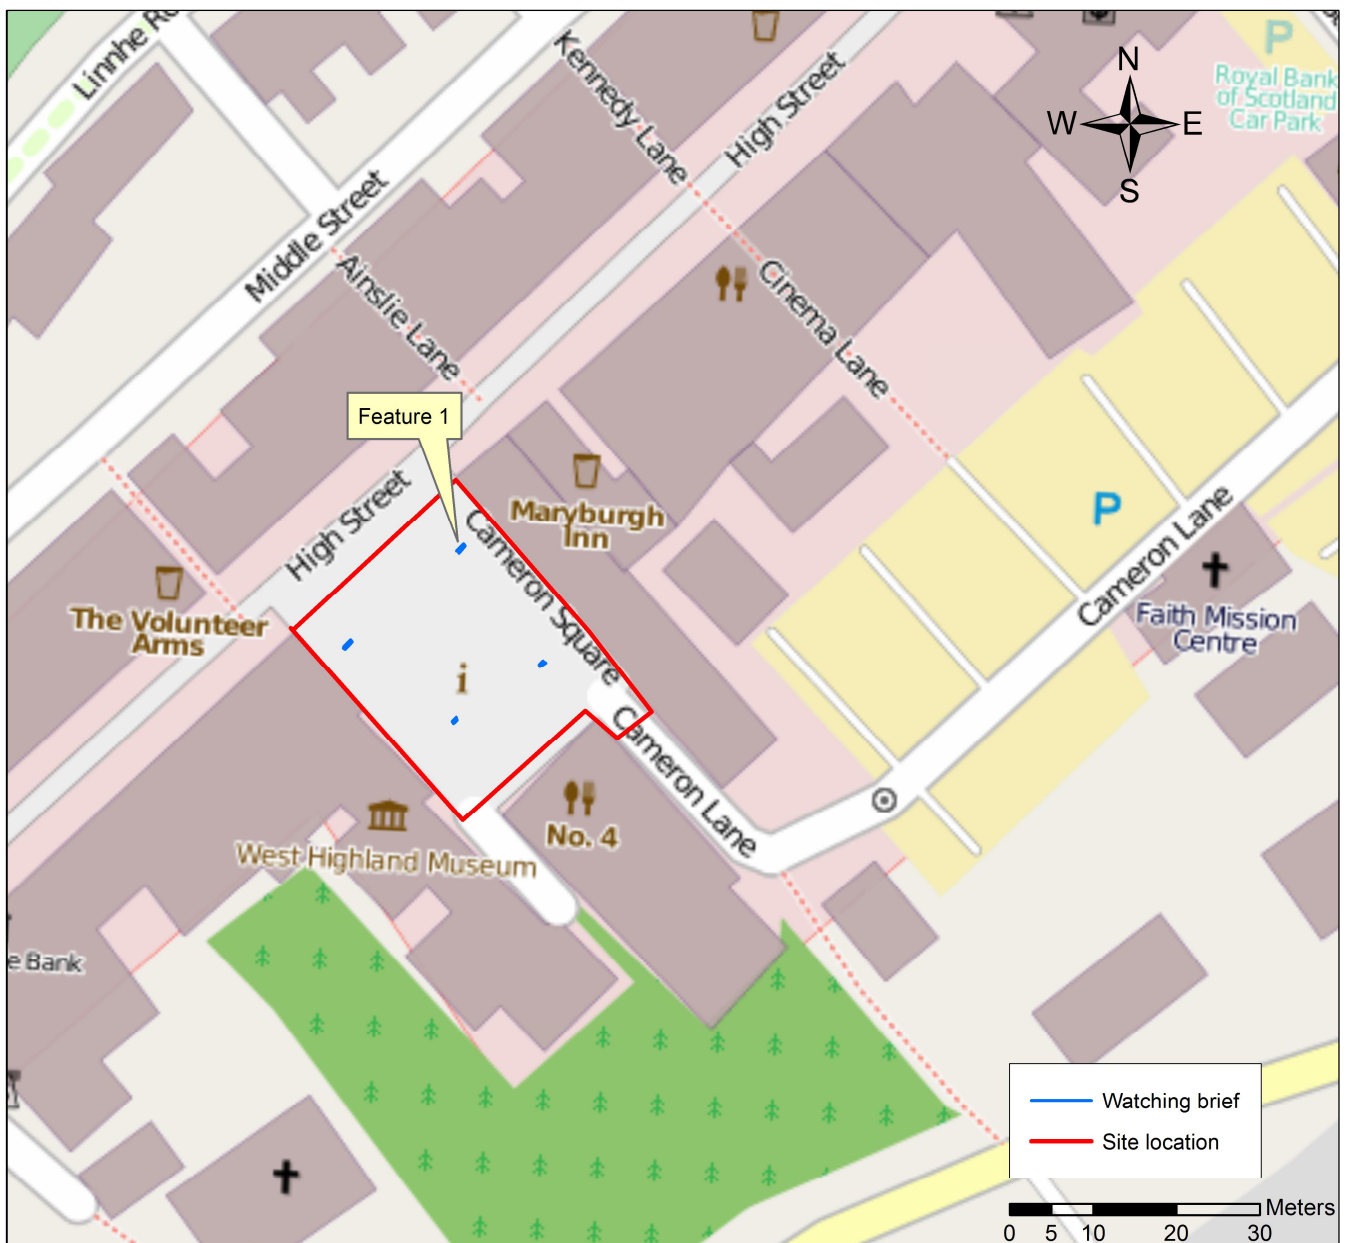 Linnhe Ro
Kennedy Lane
High Street
N
W E
S
P
Royal Bank
of Scotland
Car Park
Middle Street
Ainslie Lane
Cinema Lane
Feature 1
High Street
Cameron Square
Maryburgh
Inn
P
Cameron Lane
The Volunteer
Arms
Faith Mission
Centre
i
Cameron Lane
No. 4
West Highland Museum
e Bank
Watching brief
Site location
Meters
0 5 10 20 30